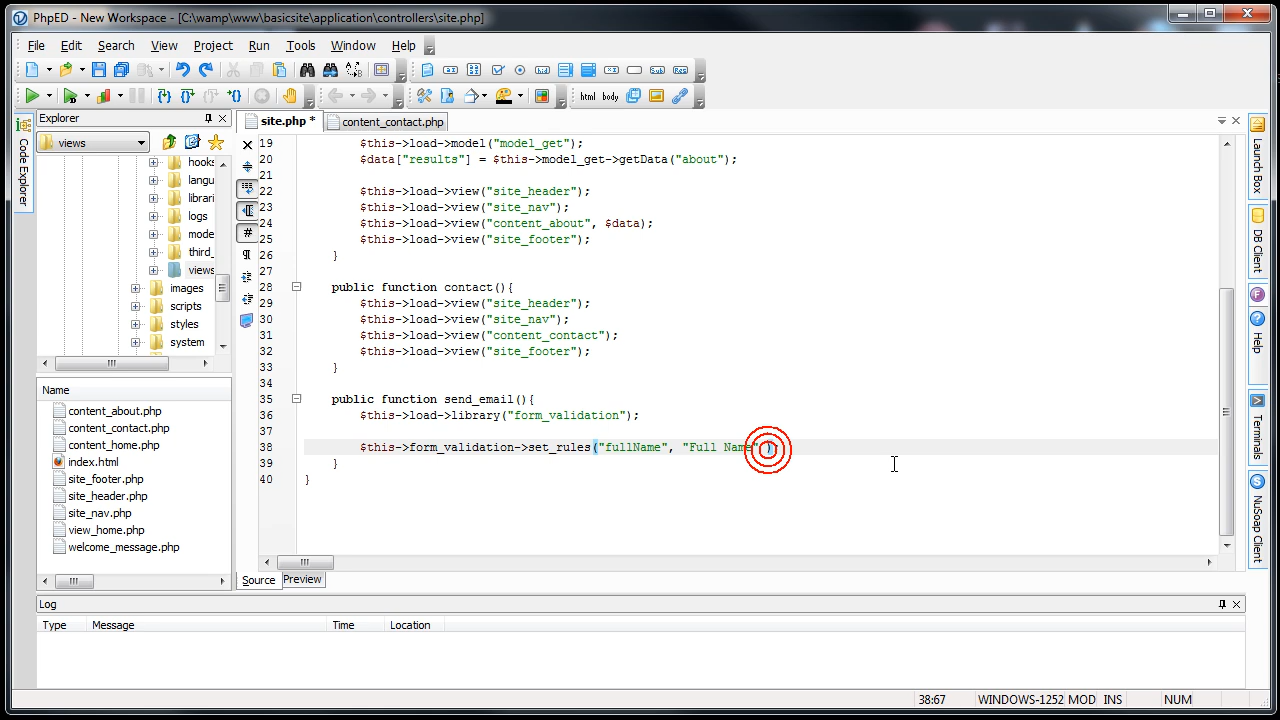 PhpED - New Workspace - [C:\wamp\www\basicsite\application\controllers\site.php]
File Edit Search View Project Run Tools Window Help
html body
Explorer
site.php * content_contact.php
views
Code Explorer
hooks
langu
librari
logs
mode
third_
views
images
scripts
styles
system
19 $this->load->model("model_get");
20 $data["results"] = $this->model_get->getData("about");
21
22 $this->load->view("site_header");
23 $this->load->view("site_nav");
24 $this->load->view("content_about", $data);
25 $this->load->view("site_footer");
26 }
27
28 public function contact(){
29 $this->load->view("site_header");
30 $this->load->view("site_nav");
31 $this->load->view("content_contact");
32 $this->load->view("site_footer");
33 }
34
35 public function send_email(){
36 $this->load->library("form_validation");
37
38 $this->form_validation->set_rules("fullName", "Full Name" );
39 }
40 }
Name
content_about.php
content_contact.php
content_home.php
index.html
site_footer.php
site_header.php
site_nav.php
view_home.php
welcome_message.php
Source Preview
Launch Box
DB Client
Help
Terminals
NuSoap Client
Log
Type Message Time Location
38:67 WINDOWS-1252 MOD INS NUM